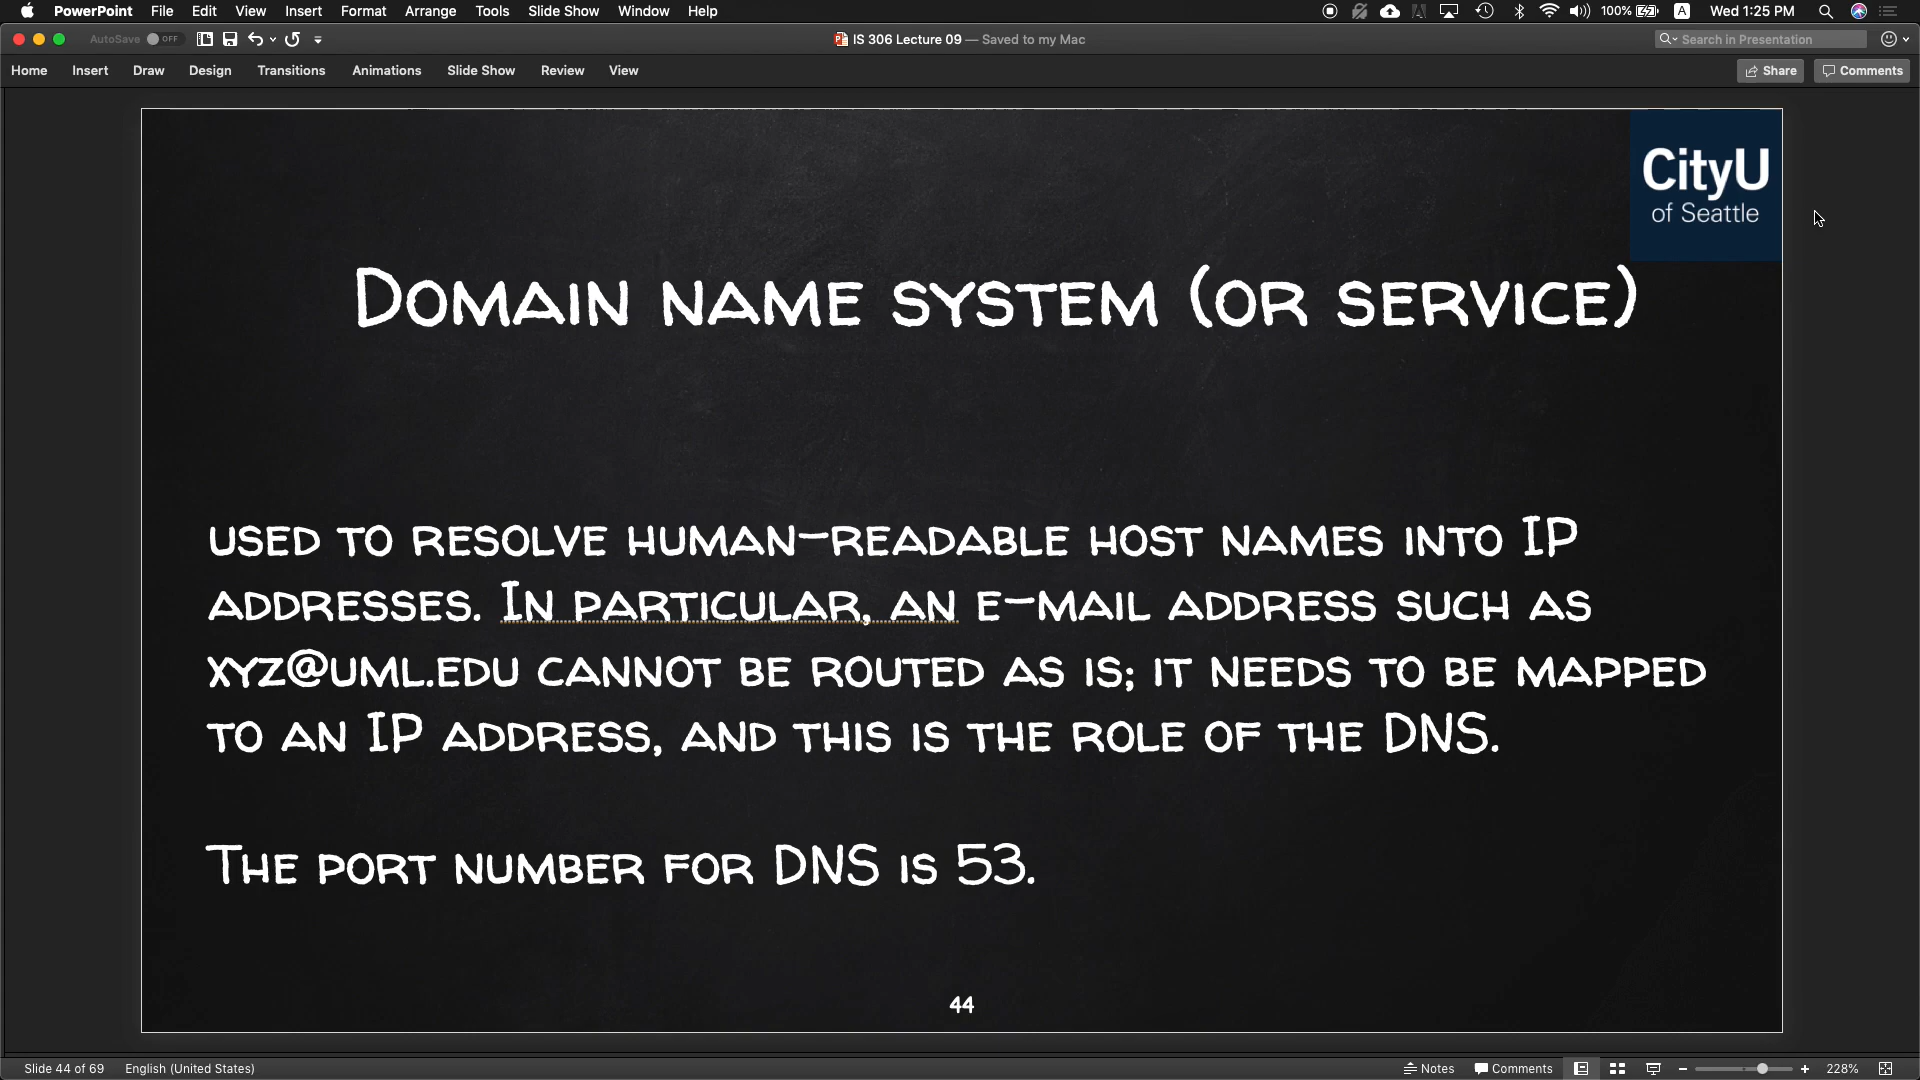 PowerPoint File Edit View Insert Format Arrange Tools Slide Show Window Help 100% A Wed 1:25 PM
AutoSave OFF IS 306 Lecture 09 — Saved to my Mac Search in Presentation
Home Insert Draw Design Transitions Animations Slide Show Review View Share Comments
CityU
of Seattle
Domain name system (or service)
used to resolve human-readable host names into IP
addresses. In particular, an e-mail address such as
xyz@uml.edu cannot be routed as is; it needs to be mapped
to an IP address, and this is the role of the DNS.
The port number for DNS is 53.
44
Slide 44 of 69 English (United States) Notes Comments 228%